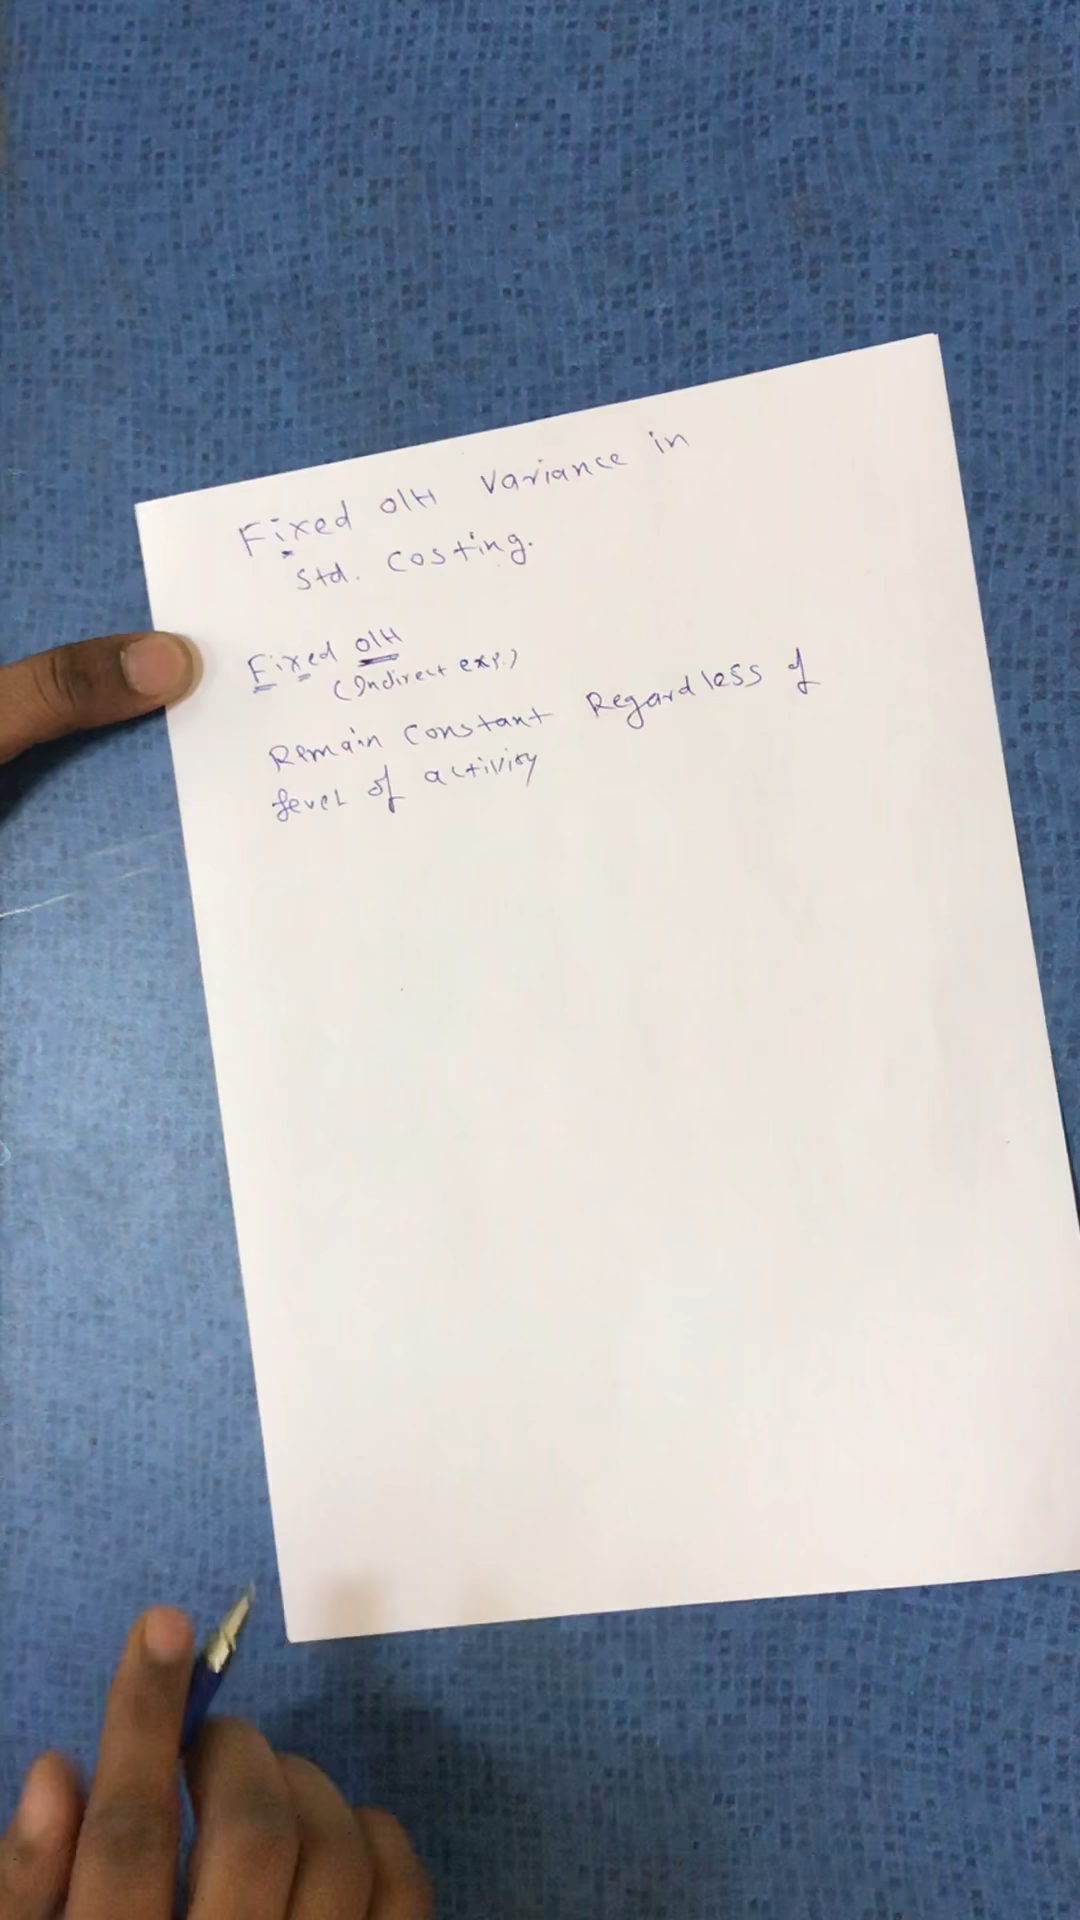 Fixed O/H Variance in
Std. Costing.
Fixed O/H
(Indirect exp.)
Remain Constant Regardless of
level of activity